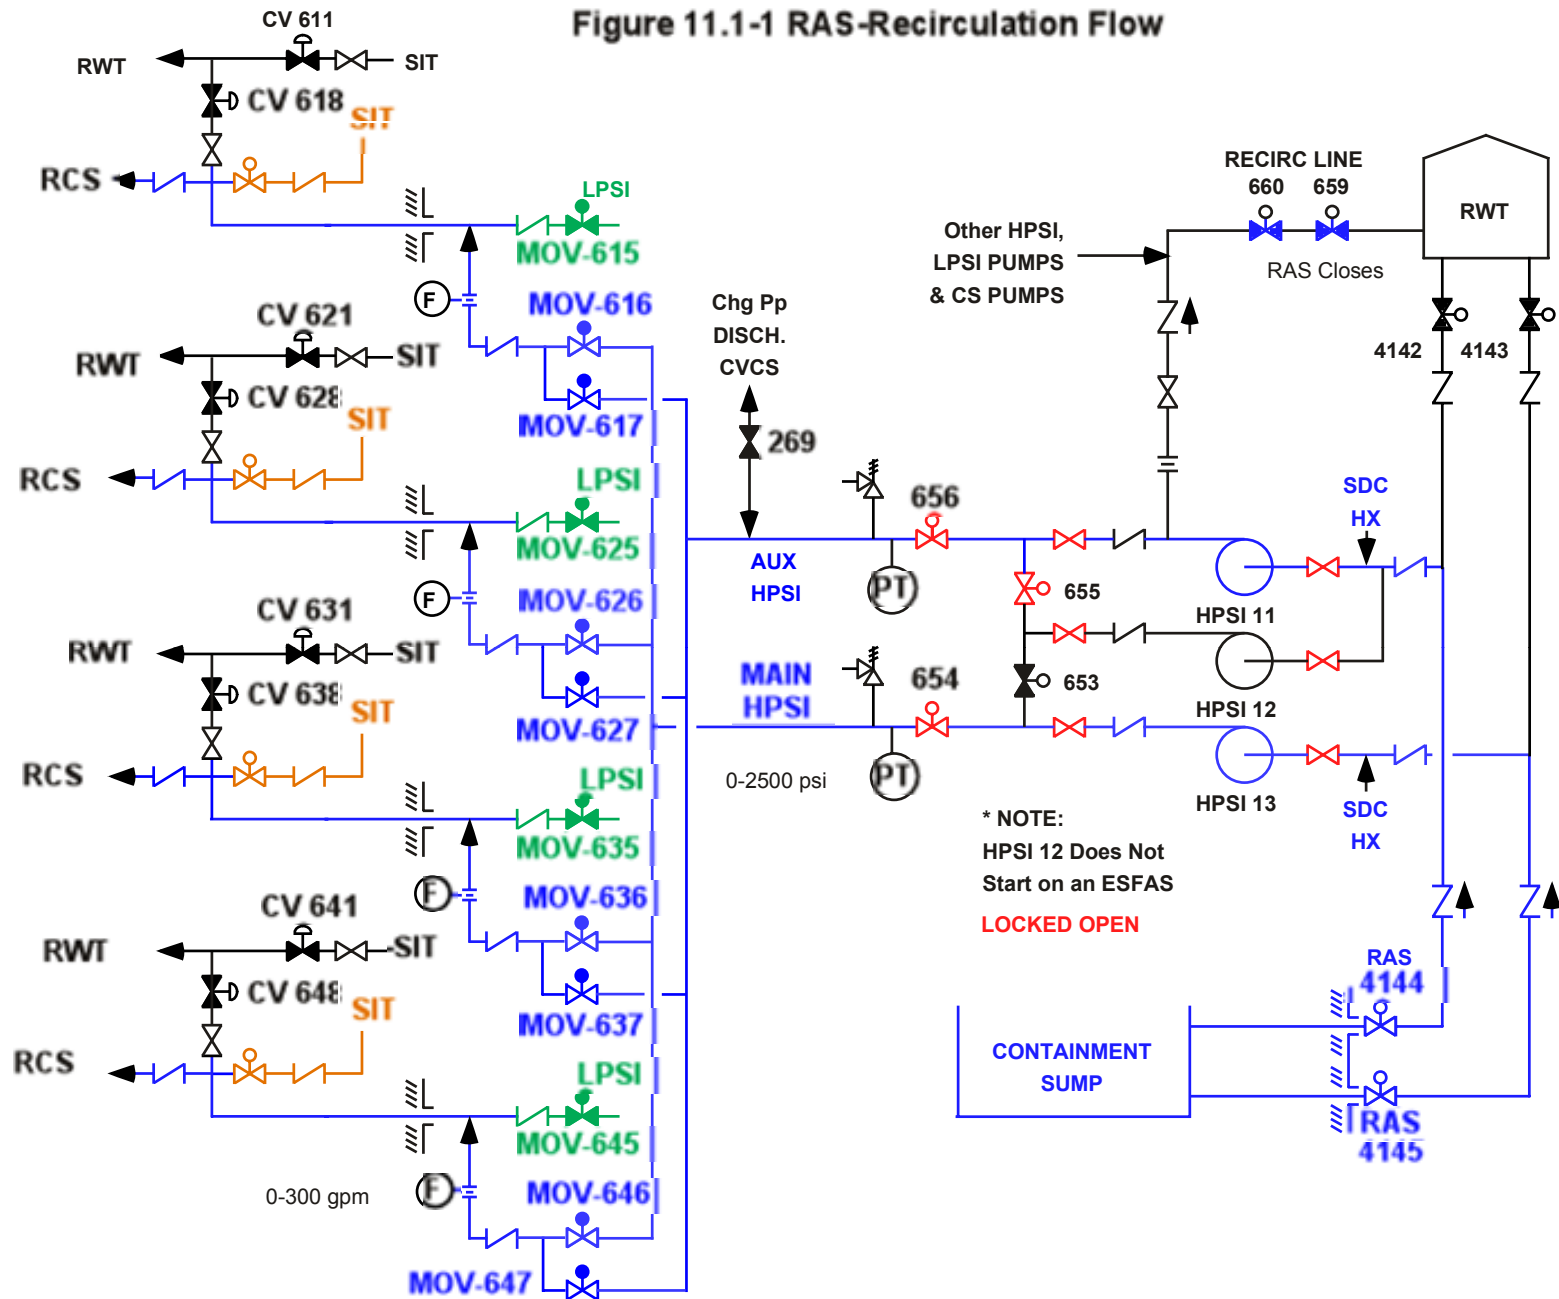 Figure 11.1-1 RAS-Recirculation Flow
CV 611
RWT
SIT
CV 618
SIT
RCS
LPSI
MOV-615
F
MOV-616
MOV-617
CV 621
RWT
SIT
CV 628
SIT
RCS
LPSI
MOV-625
F
MOV-626
MOV-627
CV 631
RWT
SIT
CV 638
SIT
RCS
LPSI
MOV-635
F
MOV-636
MOV-637
CV 641
RWT
SIT
CV 648
SIT
RCS
LPSI
MOV-645
F
0-300 gpm
MOV-646
MOV-647
Chg Pp
DISCH.
CVCS
269
AUX
HPSI
PT
656
655
MAIN
HPSI
0-2500 psi
PT
654
653
Other HPSI,
LPSI PUMPS
& CS PUMPS
RECIRC LINE
660
659
RAS Closes
RWT
4142
4143
SDC
HX
HPSI 11
HPSI 12
HPSI 13
SDC
HX
* NOTE:
HPSI 12 Does Not
Start on an ESFAS
LOCKED OPEN
RAS
4144
CONTAINMENT
SUMP
RAS
4145